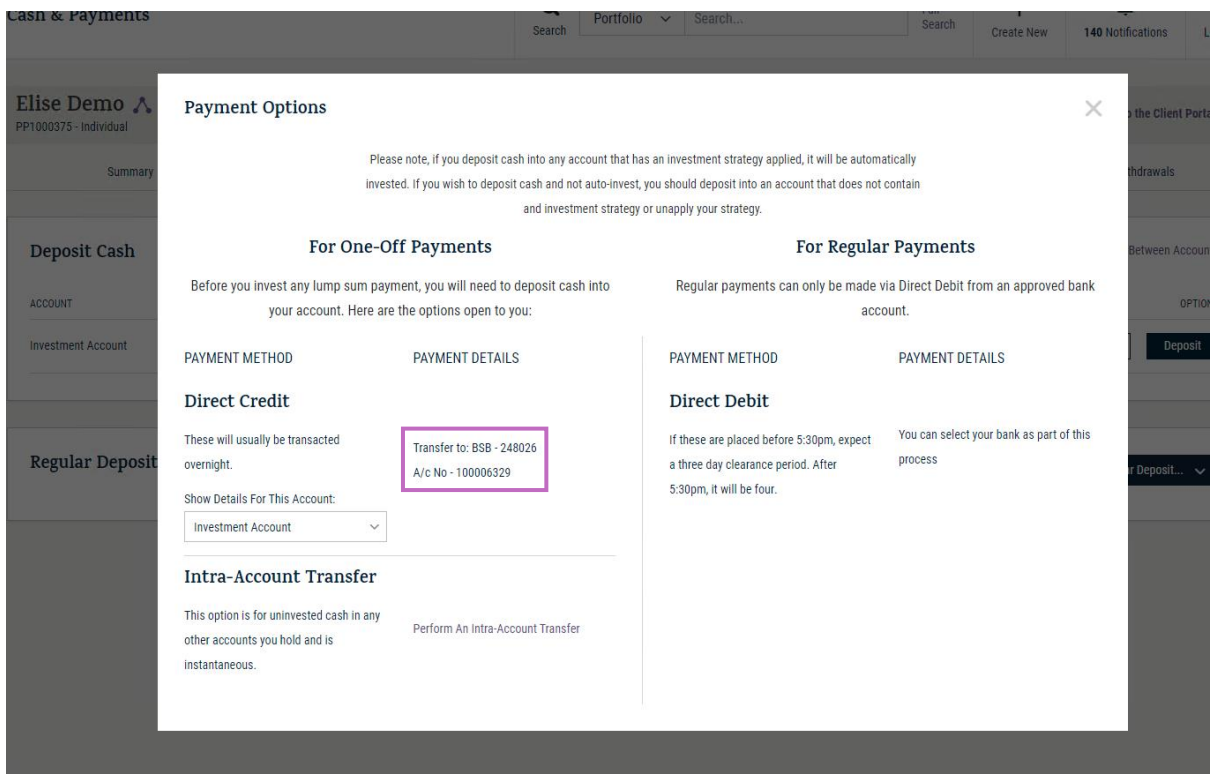 Cash & Payments
Search
Portfolio
Search...
Search
Create New
140 Notifications
Elise Demo
PP1000375 - Individual
Summary
Deposit Cash
ACCOUNT
Investment Account
Deposit
Regular Deposit
Payment Options
Please note, if you deposit cash into any account that has an investment strategy applied, it will be automatically
invested. If you wish to deposit cash and not auto-invest, you should deposit into an account that does not contain
and investment strategy or unapply your strategy.
For One-Off Payments
Before you invest any lump sum payment, you will need to deposit cash into
your account. Here are the options open to you:
PAYMENT METHOD
PAYMENT DETAILS
Direct Credit
These will usually be transacted
overnight.
Transfer to: BSB - 248026
A/c No - 100006329
Show Details For This Account:
Investment Account
Intra-Account Transfer
This option is for uninvested cash in any
other accounts you hold and is
instantaneous.
Perform An Intra-Account Transfer
For Regular Payments
Regular payments can only be made via Direct Debit from an approved bank
account.
PAYMENT METHOD
PAYMENT DETAILS
Direct Debit
If these are placed before 5:30pm, expect
a three day clearance period. After
5:30pm, it will be four.
You can select your bank as part of this
process
the Client Porta
thdrawals
Between Accoun
OPTION
r Deposit...